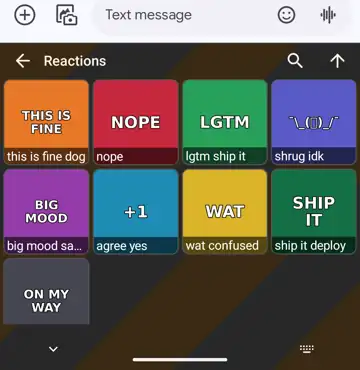 Text message
Reactions
THIS IS
FINE
NOPE
LGTM
¯\_(▯)_/¯
this is fine dog
nope
lgtm ship it
shrug idk
BIG
MOOD
+1
WAT
SHIP
IT
big mood sa...
agree yes
wat confused
ship it deploy
ON MY
WAY